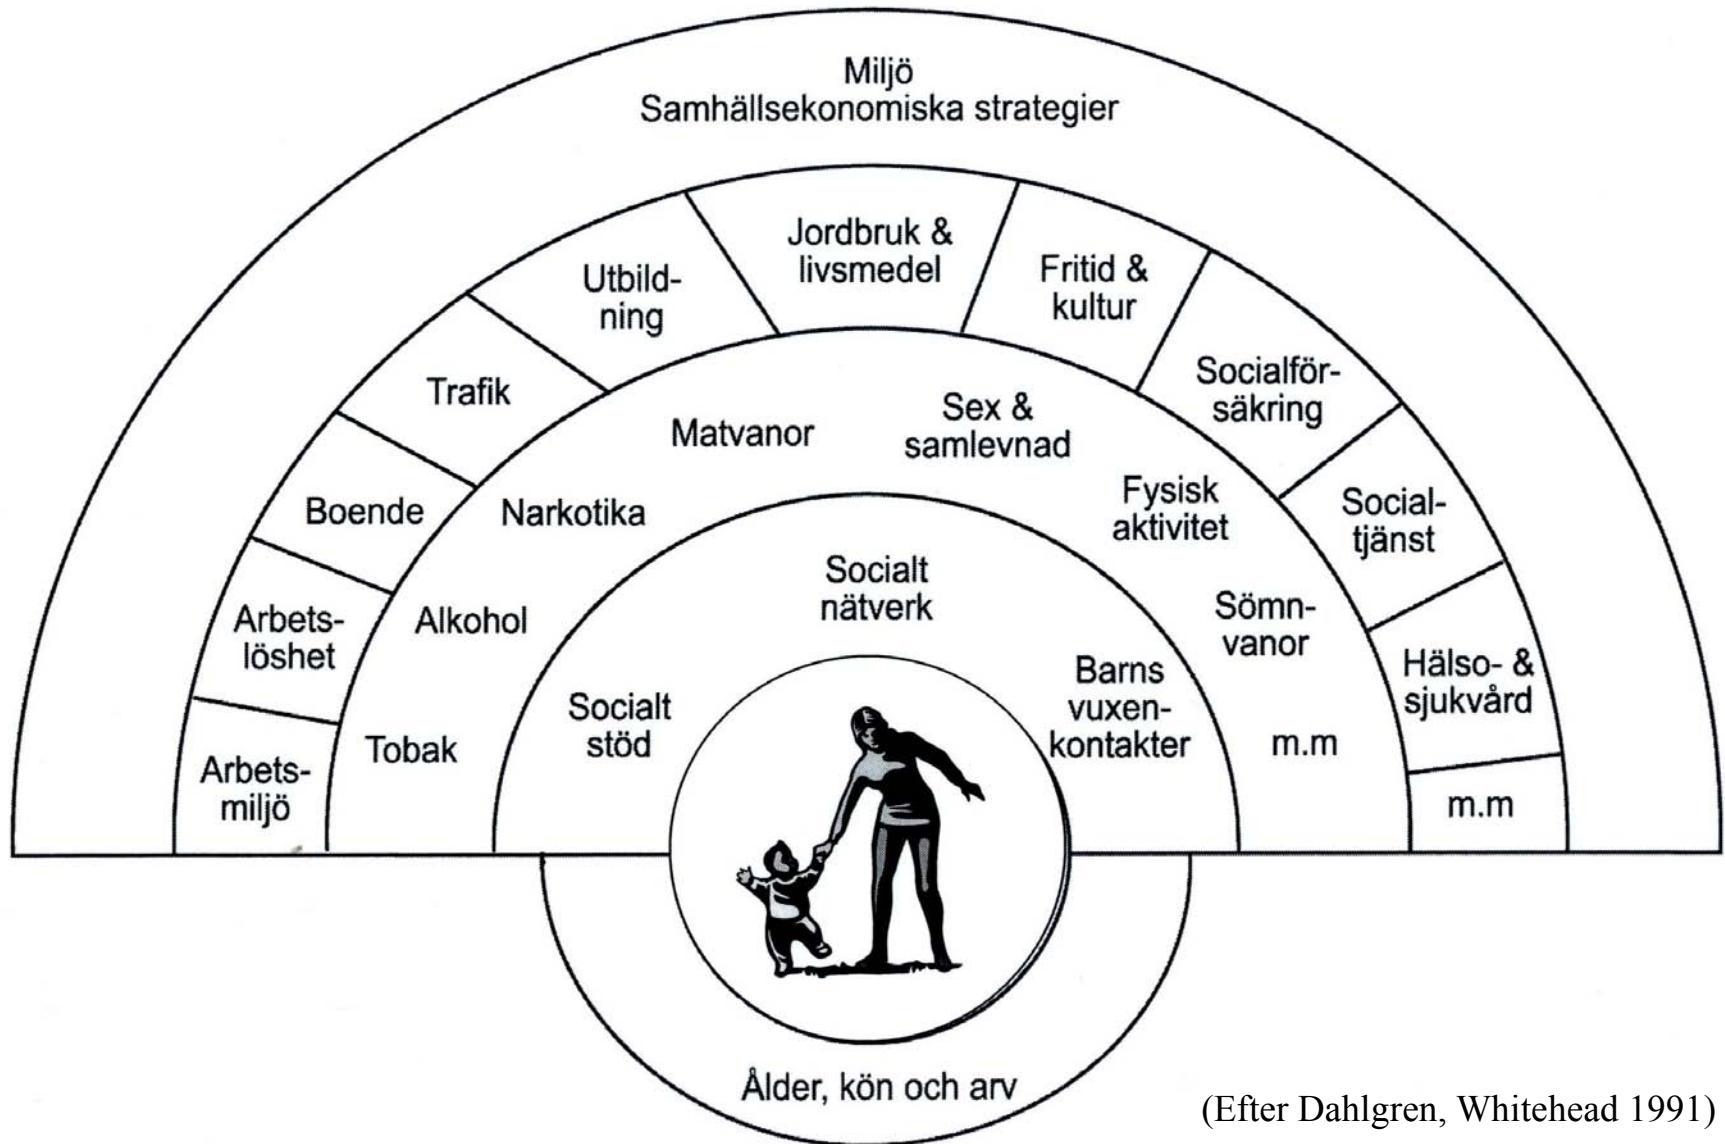 Miljö
Samhällsekonomiska strategier
Jordbruk &
livsmedel
Utbild-
ning
Fritid &
kultur
Trafik
Socialför-
säkring
Boende
Social-
tjänst
Arbets-
löshet
Hälso- &
sjukvård
Arbets-
miljö
m.m
Matvanor
Sex &
samlevnad
Narkotika
Fysisk
aktivitet
Alkohol
Sömn-
vanor
Tobak
m.m
Socialt
nätverk
Socialt
stöd
Barns
vuxen-
kontakter
Ålder, kön och arv
(Efter Dahlgren, Whitehead 1991)